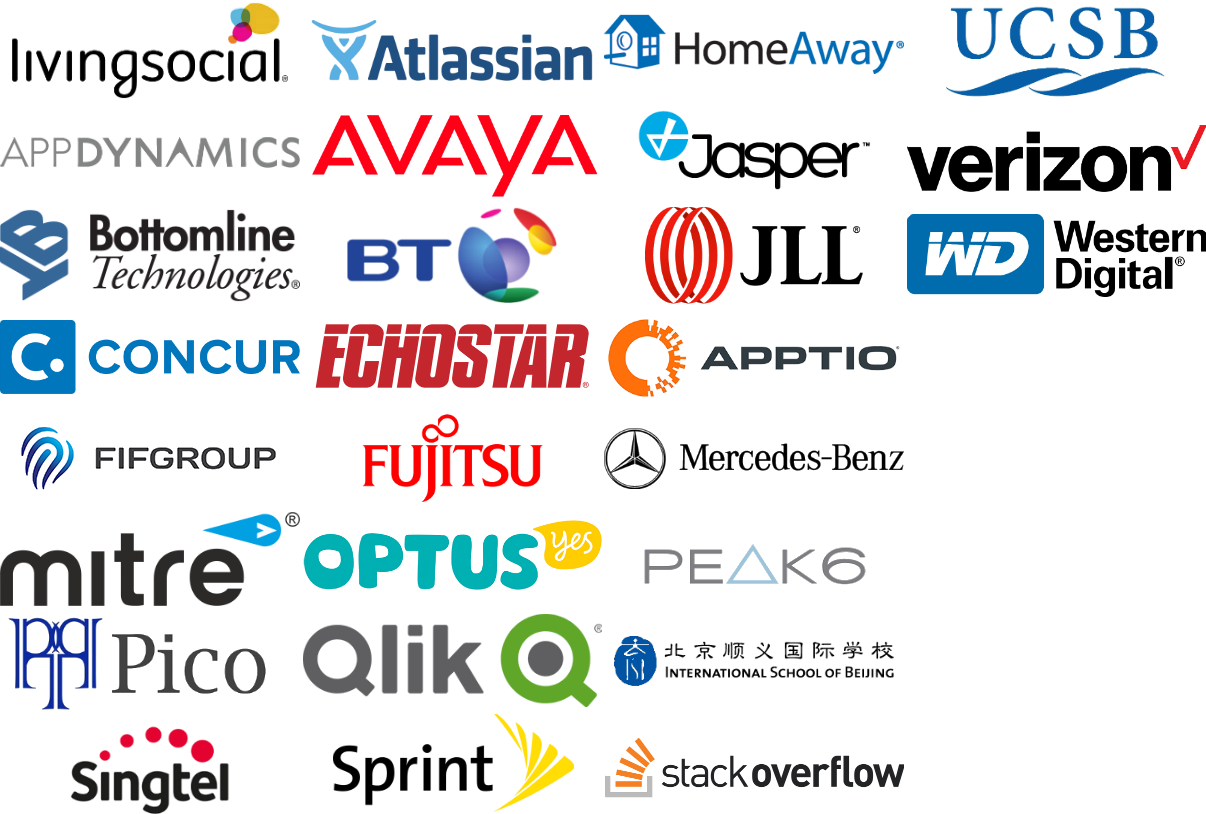 livingsocial®
Atlassian
HomeAway®
UCSB
APPDYNAMICS
AVAYA
Jasper™
verizon
Bottomline
Technologies®
BT
JLL®
WD
Western
Digital®
C.
CONCUR
ECHOSTAR®
APPTIO®
FIFGROUP
FUJITSU
Mercedes-Benz
mitre®
OPTUS
yes
PEAK6
Pico
Qlik Q®
北京顺义国际学校
INTERNATIONAL SCHOOL OF BEIJING
Singtel
Sprint
stackoverflow